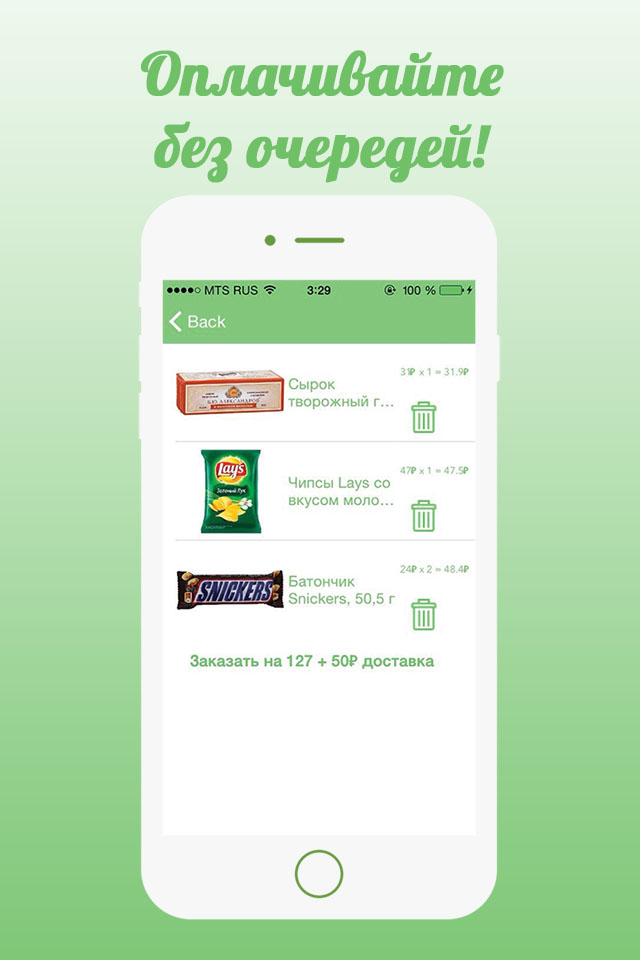 Оплачивайте
без очередей!
MTS RUS 3:29 100 %
Back
31₽ x 1 = 31.9₽
Сырок
творожный г...
Б.Ю.АЛЕКСАНДРОВ
47₽ x 1 = 47.5₽
Lay's
Зеленый Лук
Чипсы Lays со
вкусом моло...
24₽ x 2 = 48.4₽
SNICKERS
Батончик
Snickers, 50,5 г
Заказать на 127 + 50₽ доставка